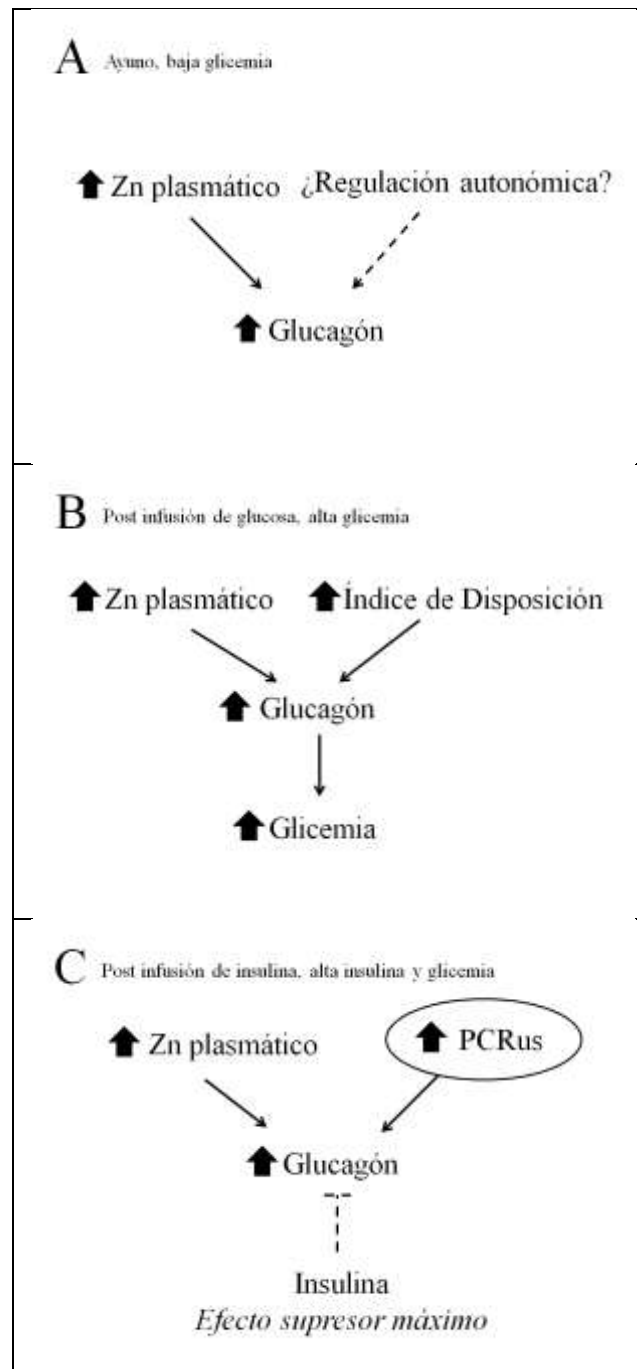 A Ayuno, baja glicemia
Zn plasmático ¿Regulación autonómica?
Glucagón
B Post infusión de glucosa, alta glicemia
Zn plasmático Índice de Disposición
Glucagón
Glicemia
C Post infusión de insulina, alta insulina y glicemia
Zn plasmático PCRus
Glucagón
Insulina
Efecto supresor máximo